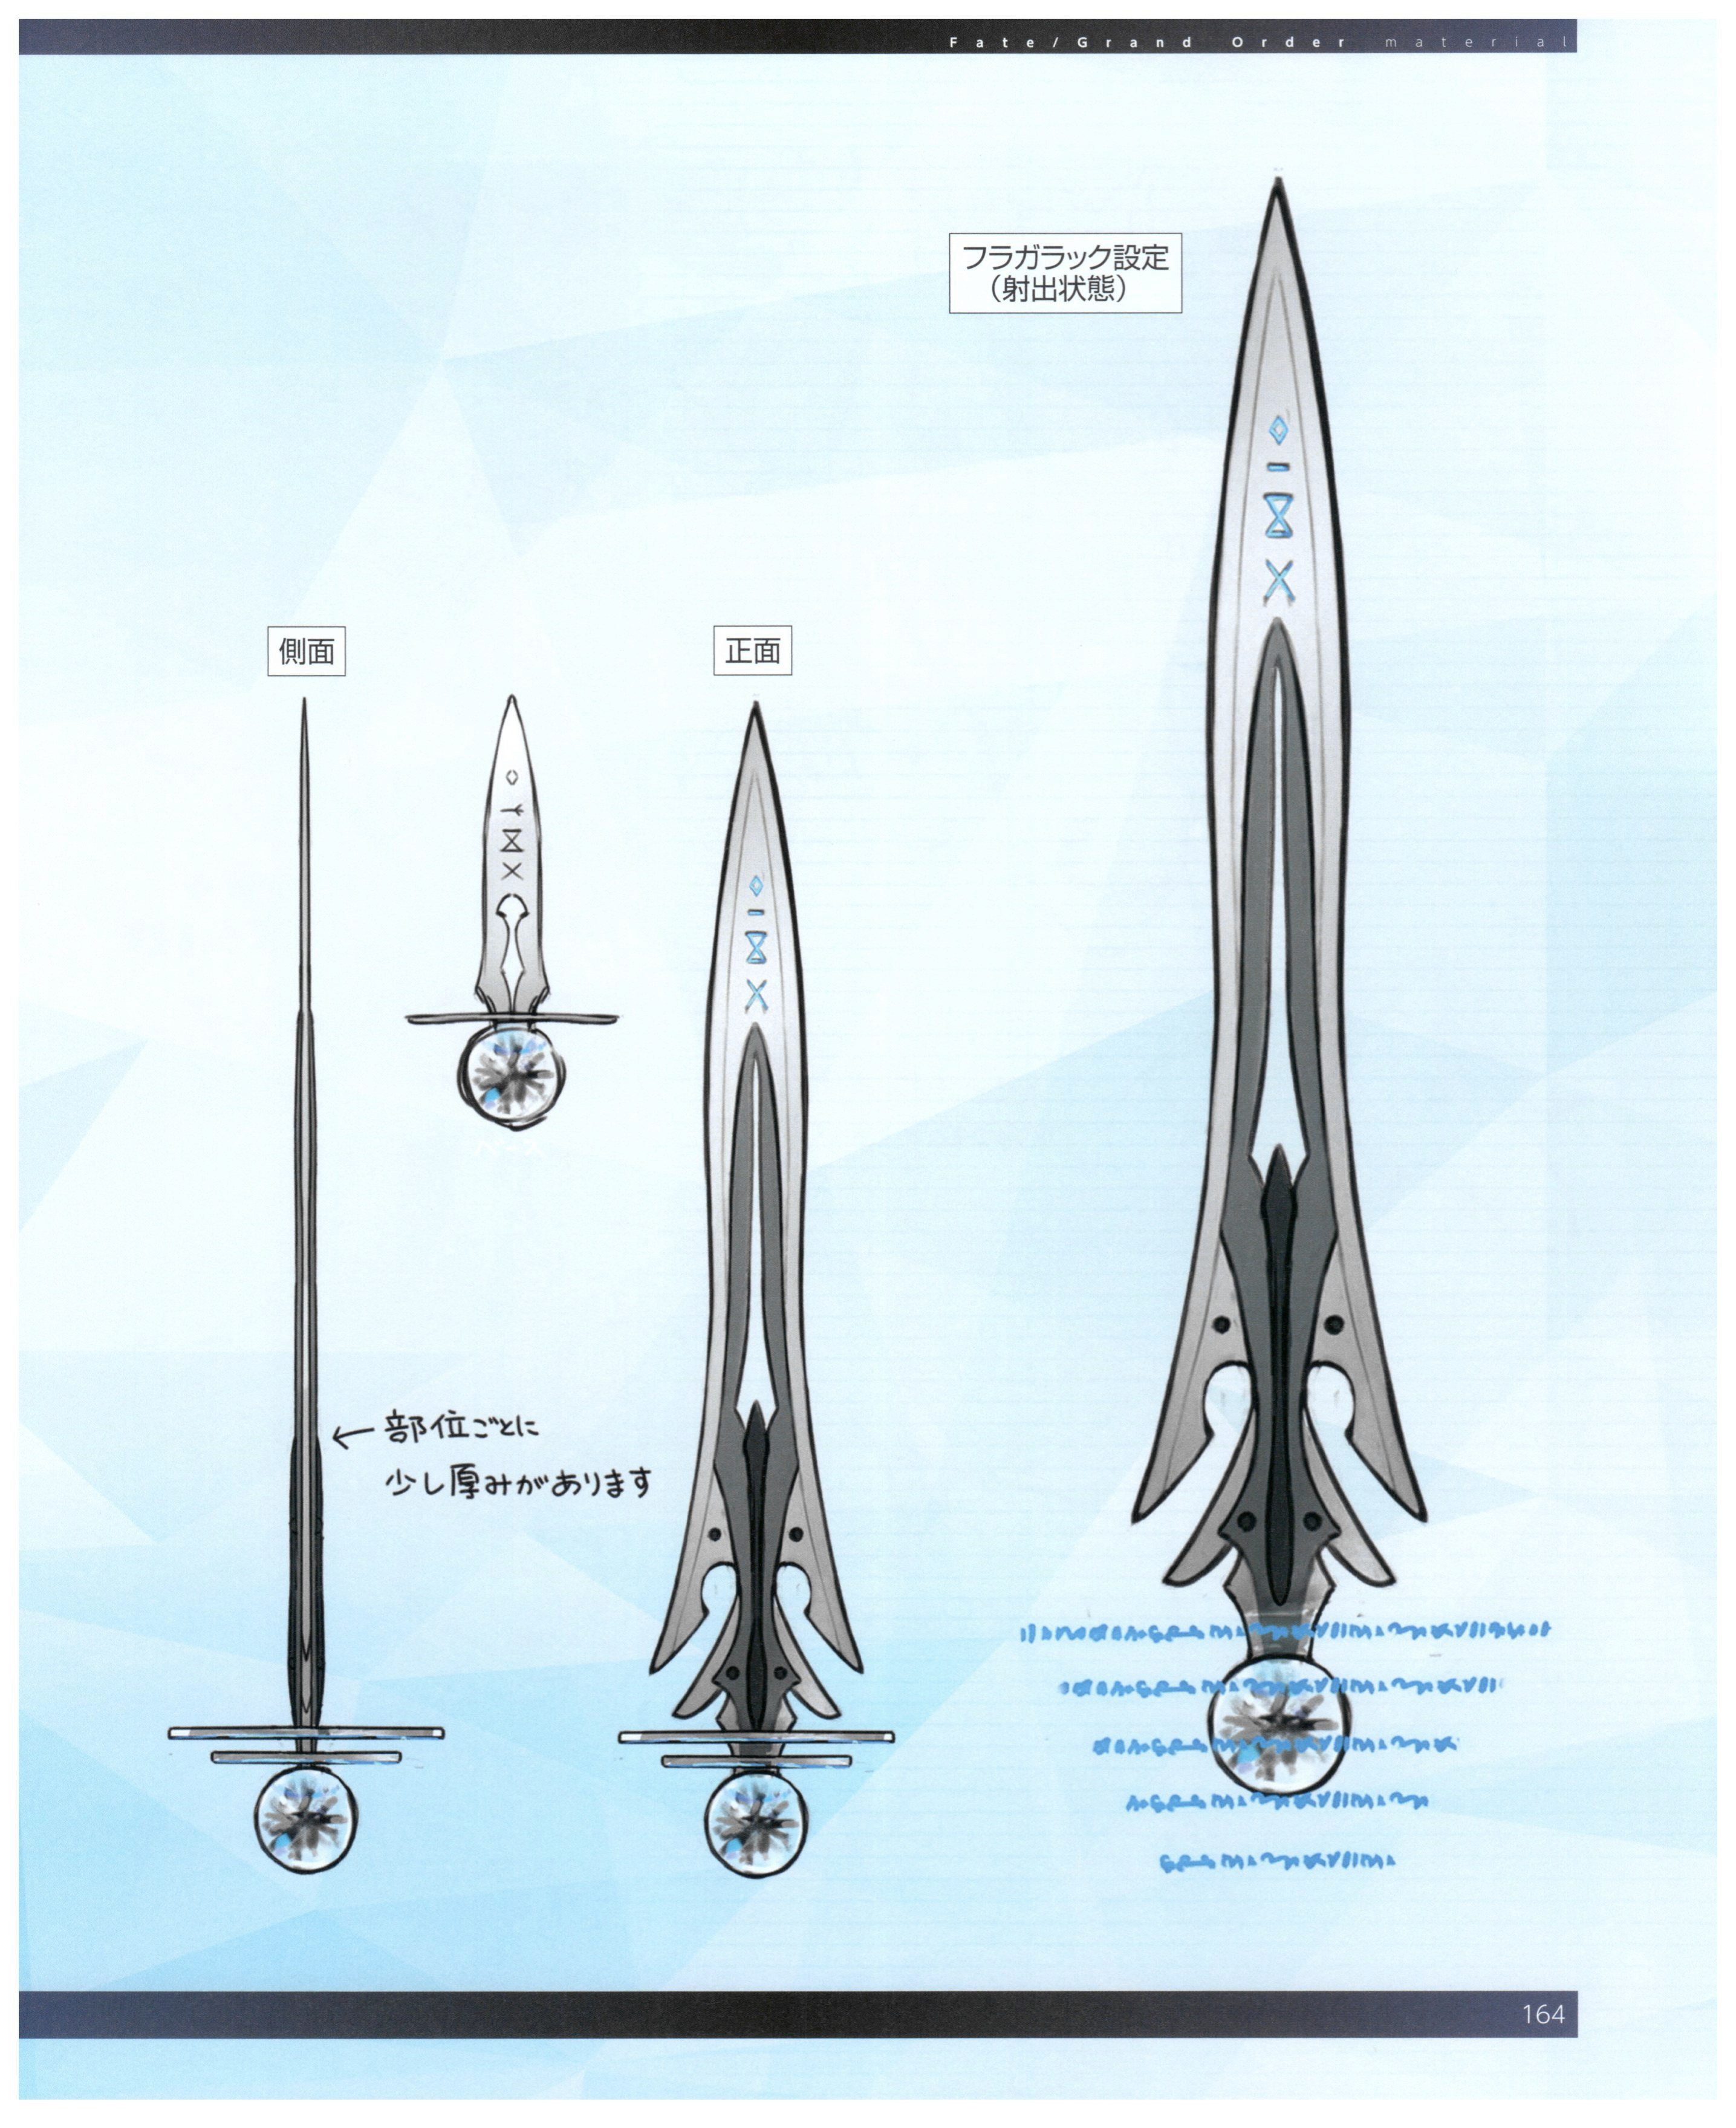 Fate/Grand Order material
フラガラック設定
（射出状態）
側面
正面
←部位ごとに
少し厚みがあります
164